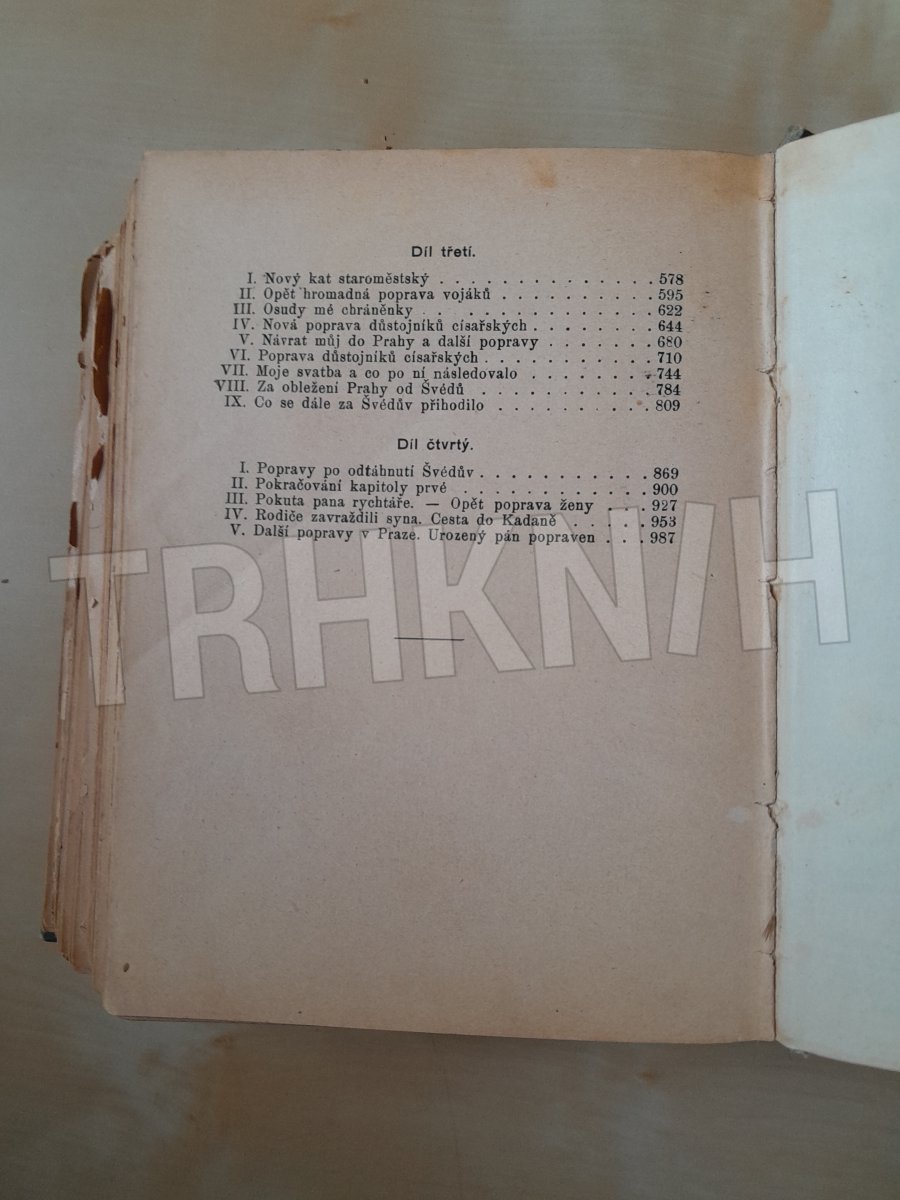 Díl třetí.
I. Nový kat staroměstský . . . . . . . . . . . . . . 578
II. Opět hromadná poprava vojáků . . . . . . . . . . 595
III. Osudy mé chráněnky . . . . . . . . . . . . . . . 622
IV. Nová poprava důstojníků císařských . . . . . . . . 644
V. Návrat můj do Prahy a další popravy . . . . . . . 680
VI. Poprava důstojníků císařských . . . . . . . . . . . 710
VII. Moje svatba a co po ní následovalo . . . . . . . . 744
VIII. Za obležení Prahy od Švédů . . . . . . . . . . . 784
IX. Co se dále za Švédův přihodilo . . . . . . . . . . 809
Díl čtvrtý.
I. Popravy po odtáhnutí Švédův . . . . . . . . . . . 869
II. Pokračování kapitoly prvé . . . . . . . . . . . . 900
III. Pokuta pana rychtáře. — Opět poprava ženy . . . 927
IV. Rodiče zavraždili syna. Cesta do Kadaně . . . . . 953
V. Další popravy v Praze. Urozený pán popraven . . . 987
TRHKNIH